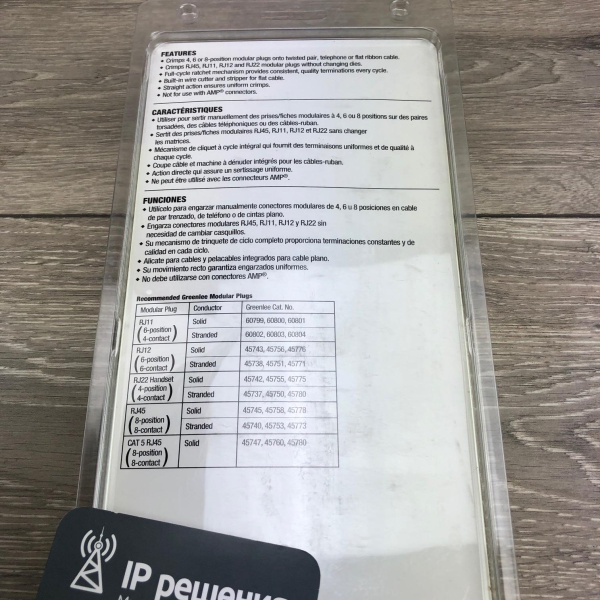 FEATURES
• Crimps 4, 6 or 8-position modular plugs onto twisted pair, telephone or flat ribbon cable.
• Crimps RJ45, RJ11, RJ12 and RJ22 modular plugs without changing dies.
• Full-cycle ratchet mechanism provides consistent, quality terminations every cycle.
• Built-in wire cutter and stripper for flat cable.
• Straight action ensures uniform crimps.
• Not for use with AMP® connectors.
CARACTÉRISTIQUES
• Utiliser pour sertir manuellement des prises/fiches modulaires à 4, 6 ou 8 positions sur des paires
torsadées, des câbles téléphoniques ou des câbles-ruban.
• Sertit des prises/fiches modulaires RJ45, RJ11, RJ12 et RJ22 sans changer
les matrices.
• Mécanisme de cliquet à cycle intégral qui fournit des terminaisons uniformes et de qualité à
chaque cycle.
• Coupe câble et machine à dénuder intégrés pour les câbles-ruban.
• Action directe qui assure un sertissage uniforme.
• Ne peut être utilisé avec les connecteurs AMP®.
FUNCIONES
• Utilícelo para engarzar manualmente conectores modulares de 4, 6 u 8 posiciones en cable
de par trenzado, de teléfono o de cintas plano.
• Engarza conectores modulares RJ45, RJ11, RJ12 y RJ22 sin
necesidad de cambiar casquillos.
• Su mecanismo de trinquete de ciclo completo proporciona terminaciones constantes y de
calidad en cada ciclo.
• Alicate para cables y pelacables integrados para cable plano.
• Su movimiento recto garantiza engarzados uniformes.
• No debe utilizarse con conectores AMP®.
Recommended Greenlee Modular Plugs
Modular Plug Conductor Greenlee Cat. No.
RJ11 Solid 60799, 60800, 60801
(6-position
4-contact) Stranded 60802, 60803, 60804
RJ12 Solid 45743, 45756, 45776
(6-position
6-contact) Stranded 45738, 45751, 45771
RJ22 Handset Solid 45742, 45755, 45775
(4-position
4-contact) Stranded 45737, 45750, 45780
RJ45 Solid 45745, 45758, 45778
(8-position
8-contact) Stranded 45740, 45753, 45773
CAT 5 RJ45 Solid 45747, 45760, 45780
(8-position
8-contact)
IP решение